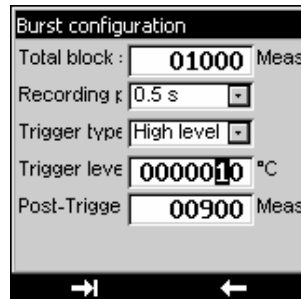 Burst configuration
Total block : 01000 Meas
Recording p 0.5 s
Trigger type High level
Trigger leve 0000010 °C
Post-Trigge 00900 Meas